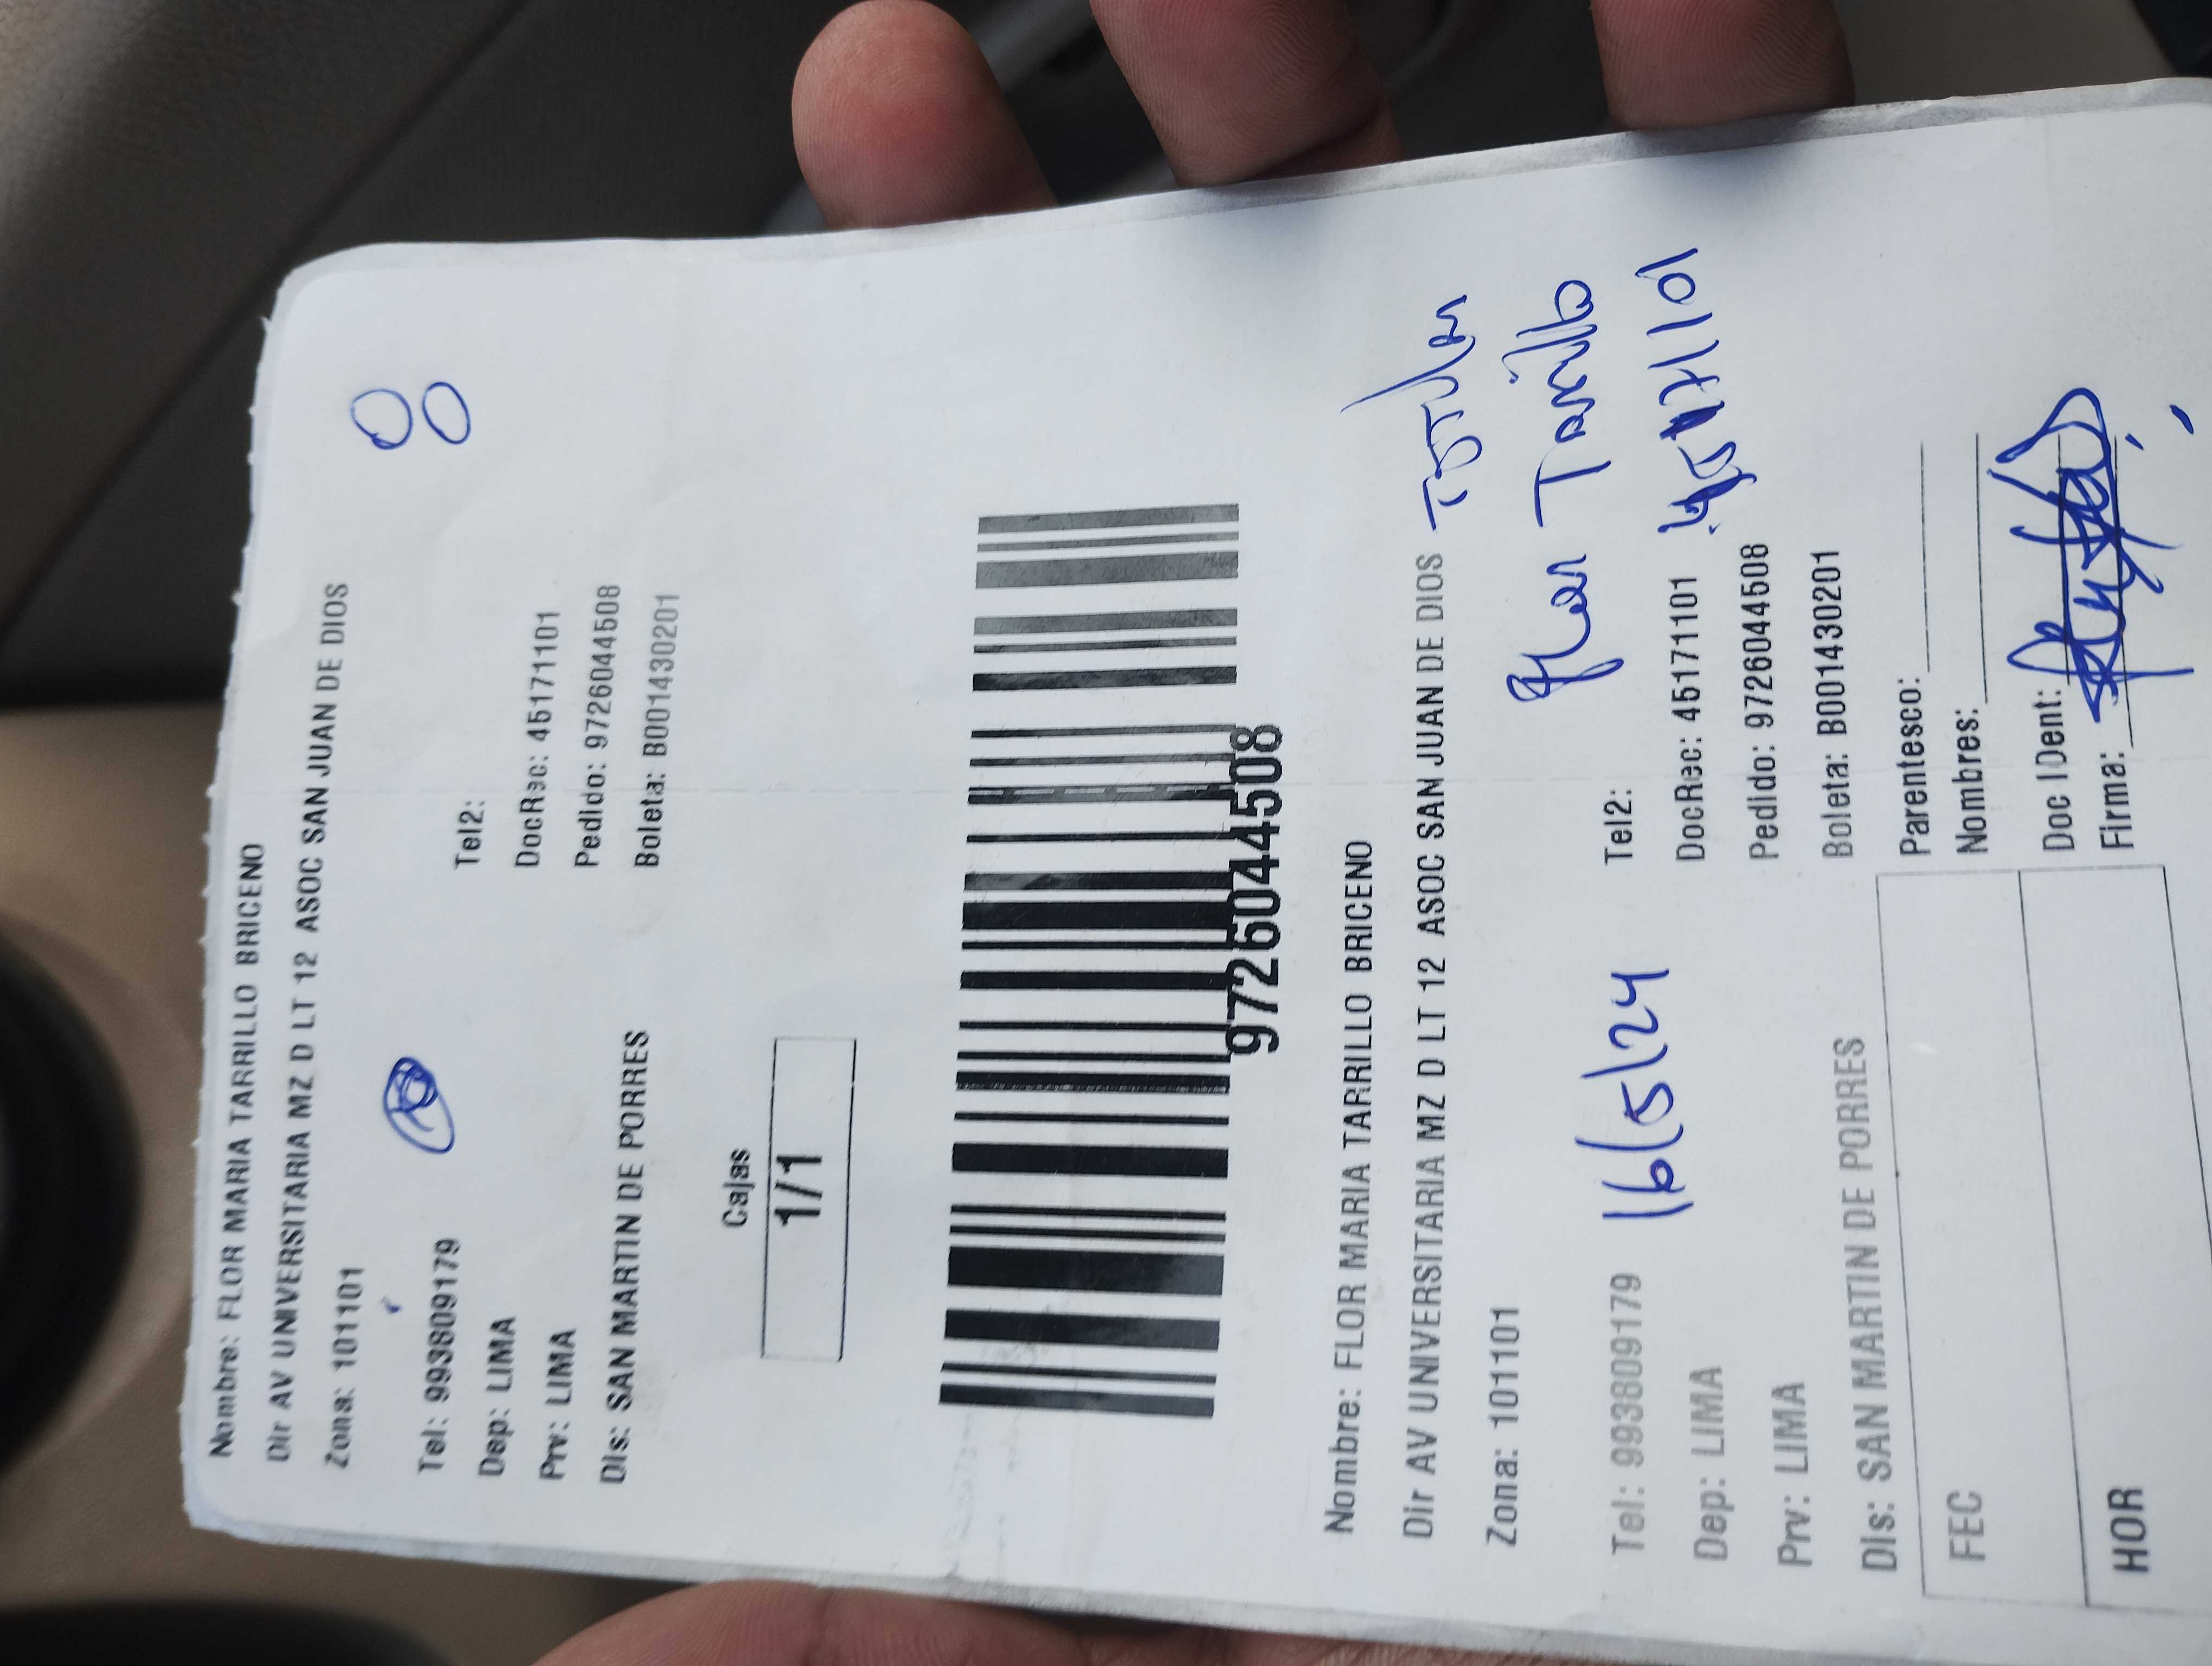 Nombre: FLOR MARIA TARRILLO BRICENO
Dir AV UNIVERSITARIA MZ D LT 12 ASOC SAN JUAN DE DIOS
Zona: 101101
Tel: 993809179
Tel2:
Dep: LIMA
DocRec: 45171101
Prv: LIMA
Pedido: 9726044508
Dis: SAN MARTIN DE PORRES
Boleta: B001430201
Cajas
1/1
9726044508
Nombre: FLOR MARIA TARRILLO BRICENO
Dir AV UNIVERSITARIA MZ D LT 12 ASOC SAN JUAN DE DIOS
Zona: 101101
Flor Tarillo
Tel: 993809179
16/5/24
Tel2:
45171101
Dep: LIMA
DocRec: 45171101
Prv: LIMA
Pedido: 9726044508
Dis: SAN MARTIN DE PORRES
Boleta: B001430201
FEC
Parentesco:
Nombres:
HOR
Doc IDent:
Firma: